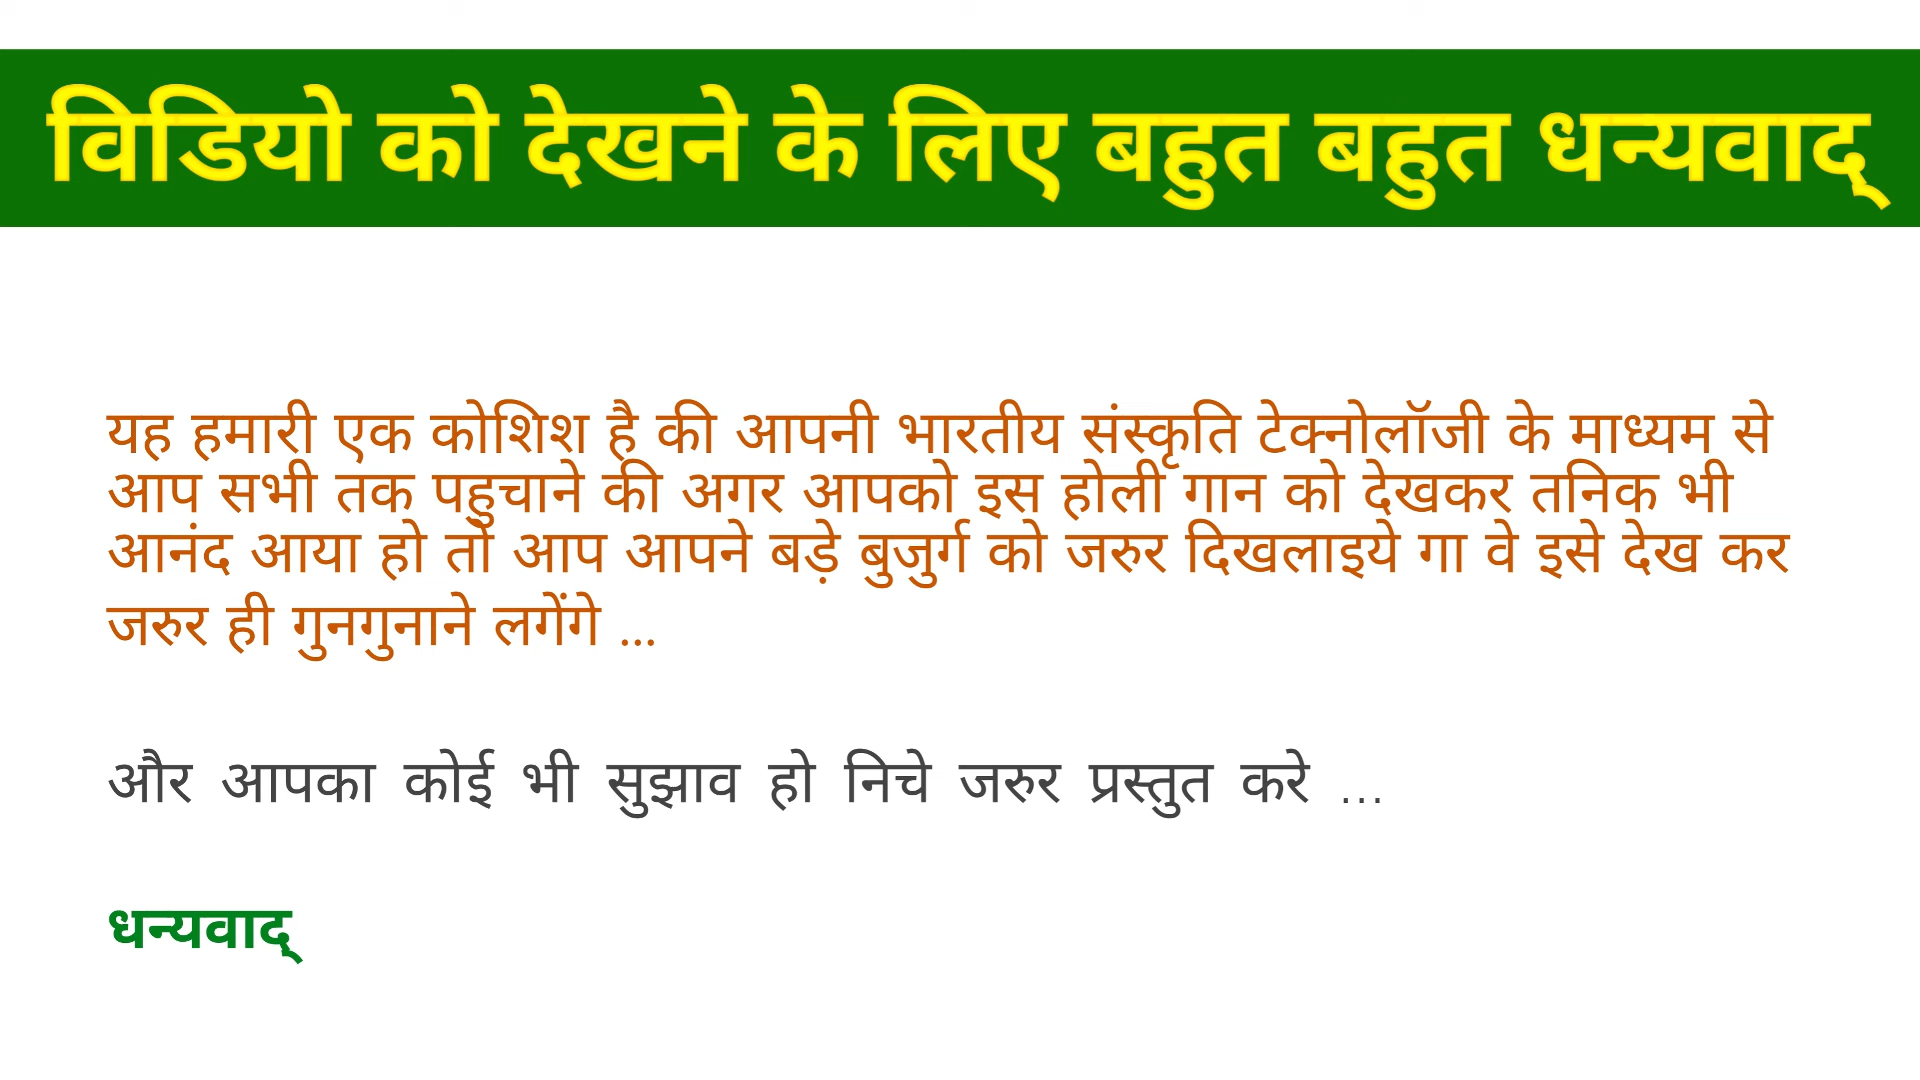 विडियो को देखने के लिए बहुत बहुत धन्यवाद्
यह हमारी एक कोशिश है की आपनी भारतीय संस्कृति टेक्नोलॉजी के माध्यम से
आप सभी तक पहुचाने की अगर आपको इस होली गान को देखकर तनिक भी
आनंद आया हो तो आप आपने बड़े बुजुर्ग को जरुर दिखलाइये गा वे इसे देख कर
जरुर ही गुनगुनाने लगेंगे ...
और आपका कोई भी सुझाव हो निचे जरुर प्रस्तुत करे ...
धन्यवाद्